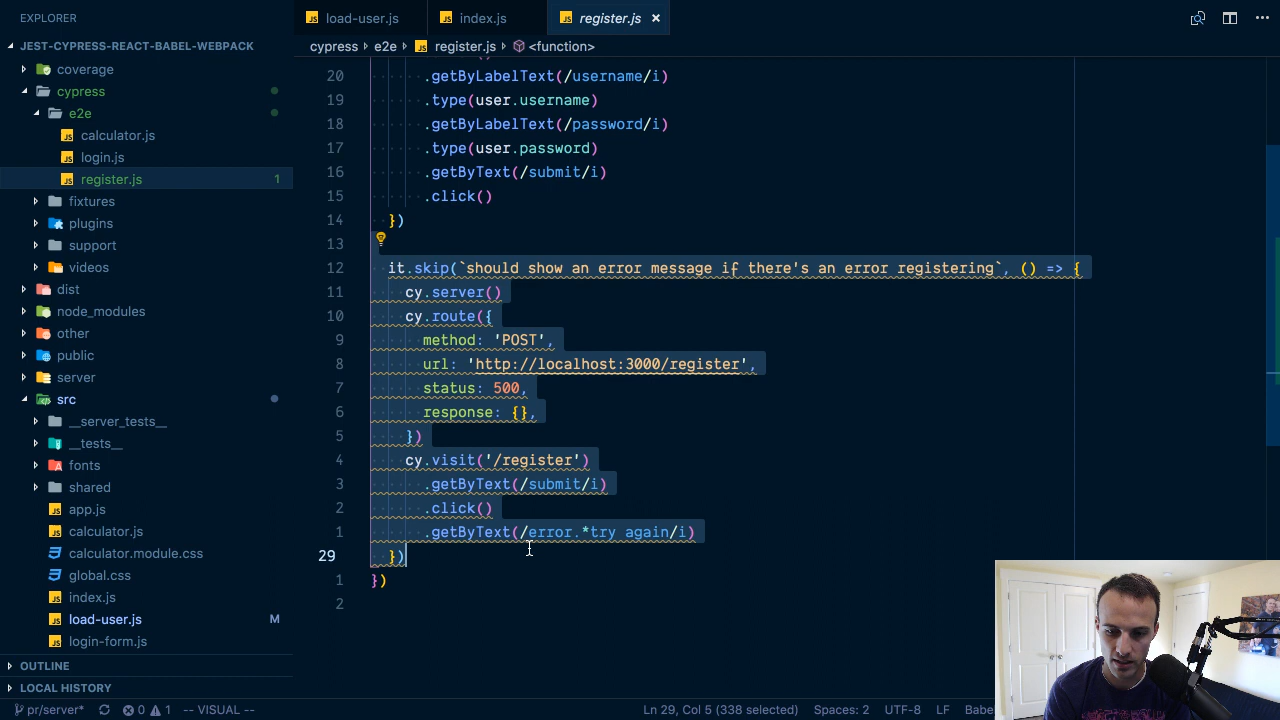 EXPLORER
load-user.js
index.js
register.js
JEST-CYPRESS-REACT-BABEL-WEBPACK
cypress
e2e
register.js
<function>
coverage
cypress
e2e
calculator.js
login.js
register.js 1
fixtures
plugins
support
videos
dist
node_modules
other
public
server
src
__server_tests__
__tests__
fonts
shared
app.js
calculator.js
calculator.module.css
global.css
index.js
load-user.js M
login-form.js
OUTLINE
LOCAL HISTORY
20 .getByLabelText(/username/i)
19 .type(user.username)
18 .getByLabelText(/password/i)
17 .type(user.password)
16 .getByText(/submit/i)
15 .click()
14 })
13
12 it.skip(`should show an error message if there's an error registering`, () => {
11 cy.server()
10 cy.route({
9 method: 'POST',
8 url: 'http://localhost:3000/register',
7 status: 500,
6 response: {},
5 })
4 cy.visit('/register')
3 .getByText(/submit/i)
2 .click()
1 .getByText(/error.*try again/i)
29 })
1 })
2
pr/server* 0 1 -- VISUAL -- Ln 29, Col 5 (338 selected) Spaces: 2 UTF-8 LF Babe